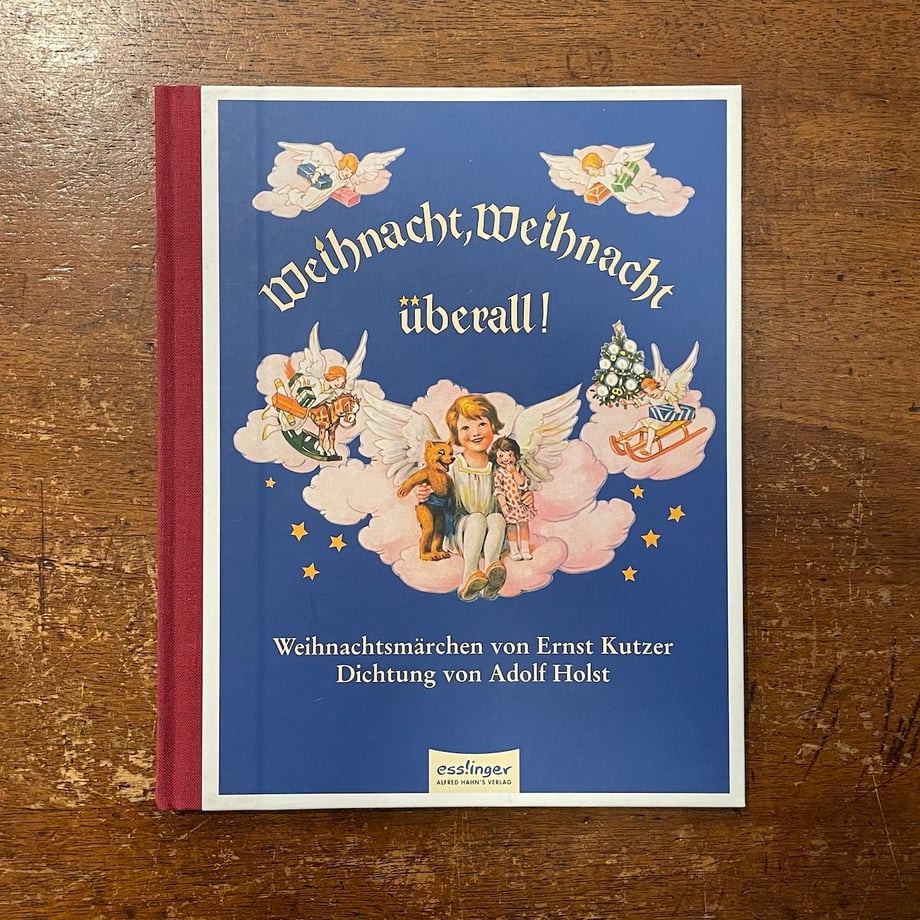 Weihnacht, Weihnacht
überall!
Weihnachtsmärchen von Ernst Kutzer
Dichtung von Adolf Holst
esslinger
ALFRED HAHN'S VERLAG